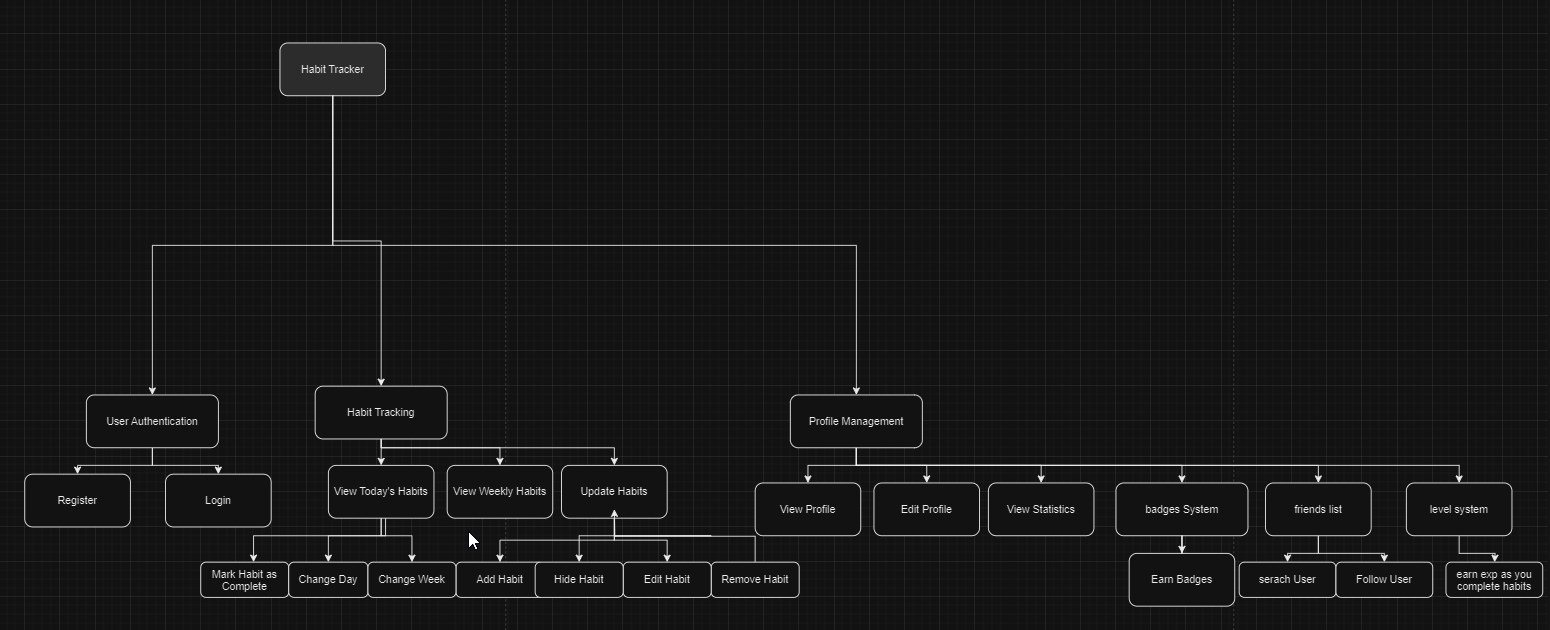 Habit Tracker
User Authentication
Habit Tracking
Profile Management
Register
Login
View Today's Habits
View Weekly Habits
Update Habits
View Profile
Edit Profile
View Statistics
badges System
friends list
level system
Mark Habit as
Complete
Change Day
Change Week
Add Habit
Hide Habit
Edit Habit
Remove Habit
Earn Badges
serach User
Follow User
earn exp as you
complete habits